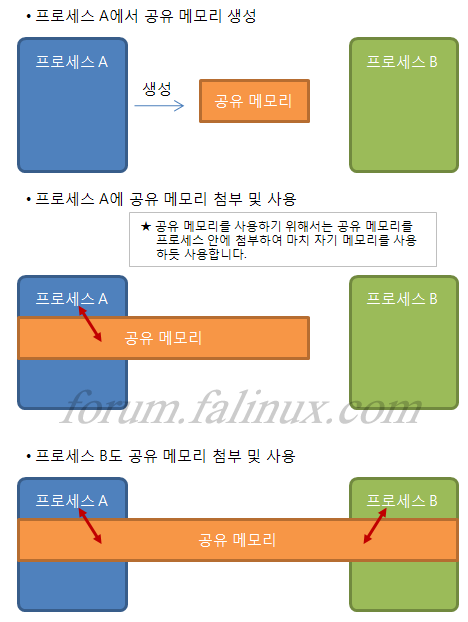 • 프로세스 A에서 공유 메모리 생성
프로세스 A
생성
공유 메모리
프로세스 B
• 프로세스 A에 공유 메모리 첨부 및 사용
★ 공유 메모리를 사용하기 위해서는 공유 메모리를
프로세스 안에 첨부하여 마치 자기 메모리를 사용
하듯 사용합니다.
프로세스 A
프로세스 B
공유 메모리
forum.falinux.com
• 프로세스 B도 공유 메모리 첨부 및 사용
프로세스 A
프로세스 B
공유 메모리